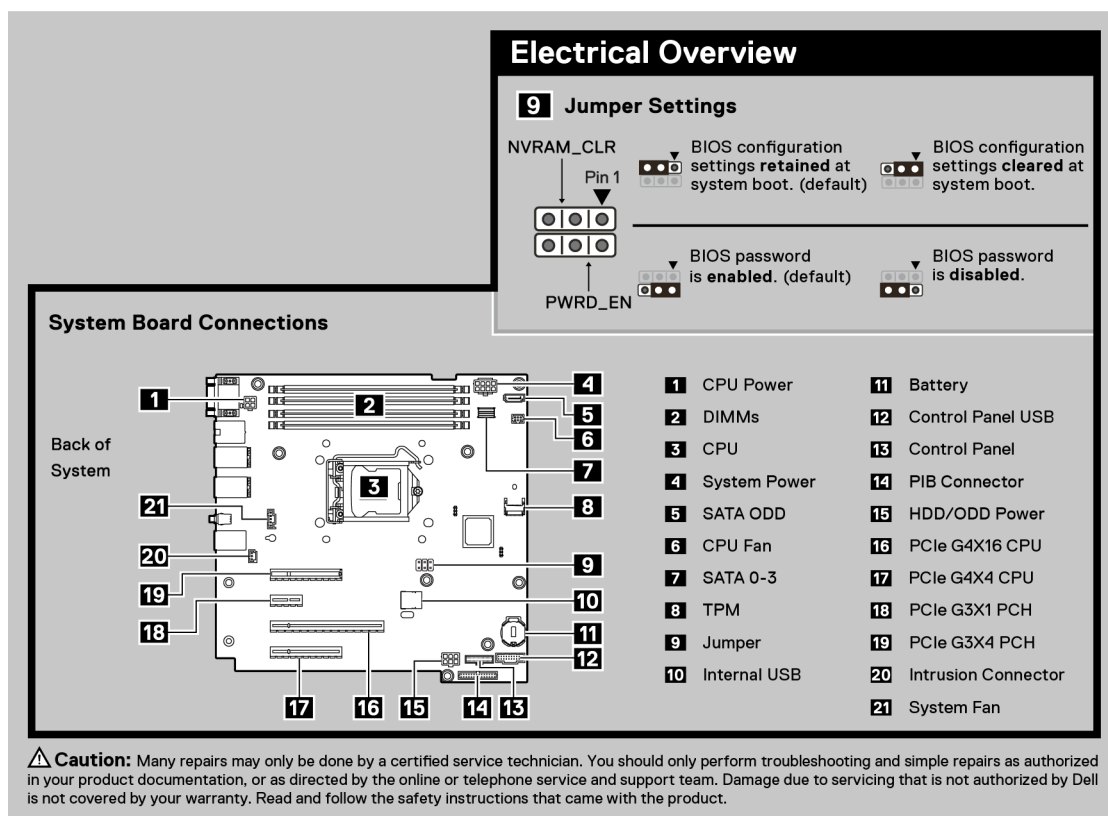 Electrical Overview
9 Jumper Settings
NVRAM_CLR
Pin 1
PWRD_EN
BIOS configuration
settings retained at
system boot. (default)
BIOS configuration
settings cleared at
system boot.
BIOS password
is enabled. (default)
BIOS password
is disabled.
System Board Connections
Back of
System
1
2
3
4
5
6
7
8
9
10
11
12
13
14
15
16
17
18
19
20
21
1 CPU Power
2 DIMMs
3 CPU
4 System Power
5 SATA ODD
6 CPU Fan
7 SATA 0-3
8 TPM
9 Jumper
10 Internal USB
11 Battery
12 Control Panel USB
13 Control Panel
14 PIB Connector
15 HDD/ODD Power
16 PCIe G4X16 CPU
17 PCIe G4X4 CPU
18 PCIe G3X1 PCH
19 PCIe G3X4 PCH
20 Intrusion Connector
21 System Fan
Caution: Many repairs may only be done by a certified service technician. You should only perform troubleshooting and simple repairs as authorized
in your product documentation, or as directed by the online or telephone service and support team. Damage due to servicing that is not authorized by Dell
is not covered by your warranty. Read and follow the safety instructions that came with the product.